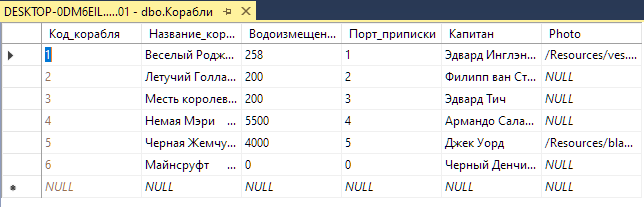 DESKTOP-0DM6EIL.....01 - dbo.Корабли
Код_корабля Название_кор... Водоизмещен... Порт_приписки Капитан Photo
1 Веселый Родж... 258 1 Эдвард Инглэн... /Resources/ves...
2 Летучий Голла... 200 2 Филипп ван Ст... NULL
3 Месть королев... 200 3 Эдвард Тич NULL
4 Немая Мэри ... 5500 4 Армандо Сала... NULL
5 Черная Жемчу... 4000 5 Джек Уорд /Resources/bla...
6 Майнсруфт ... 0 0 Черный Денчи... NULL
NULL NULL NULL NULL NULL NULL